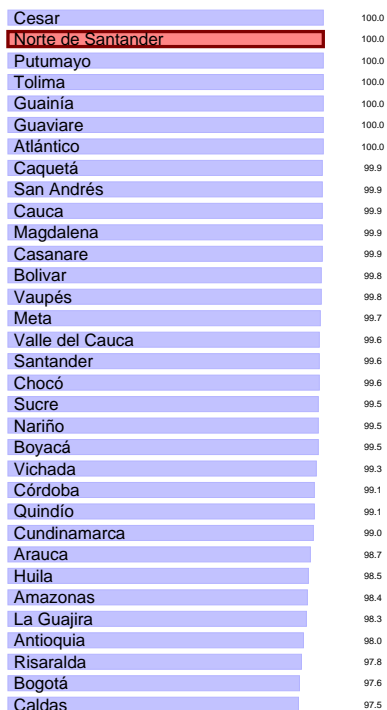 Cesar 100.0
Norte de Santander 100.0
Putumayo 100.0
Tolima 100.0
Guainía 100.0
Guaviare 100.0
Atlántico 100.0
Caquetá 99.9
San Andrés 99.9
Cauca 99.9
Magdalena 99.9
Casanare 99.9
Bolivar 99.8
Vaupés 99.8
Meta 99.7
Valle del Cauca 99.6
Santander 99.6
Chocó 99.6
Sucre 99.5
Nariño 99.5
Boyacá 99.5
Vichada 99.3
Córdoba 99.1
Quindío 99.1
Cundinamarca 99.0
Arauca 98.7
Huila 98.5
Amazonas 98.4
La Guajira 98.3
Antioquia 98.0
Risaralda 97.8
Bogotá 97.6
Caldas 97.5